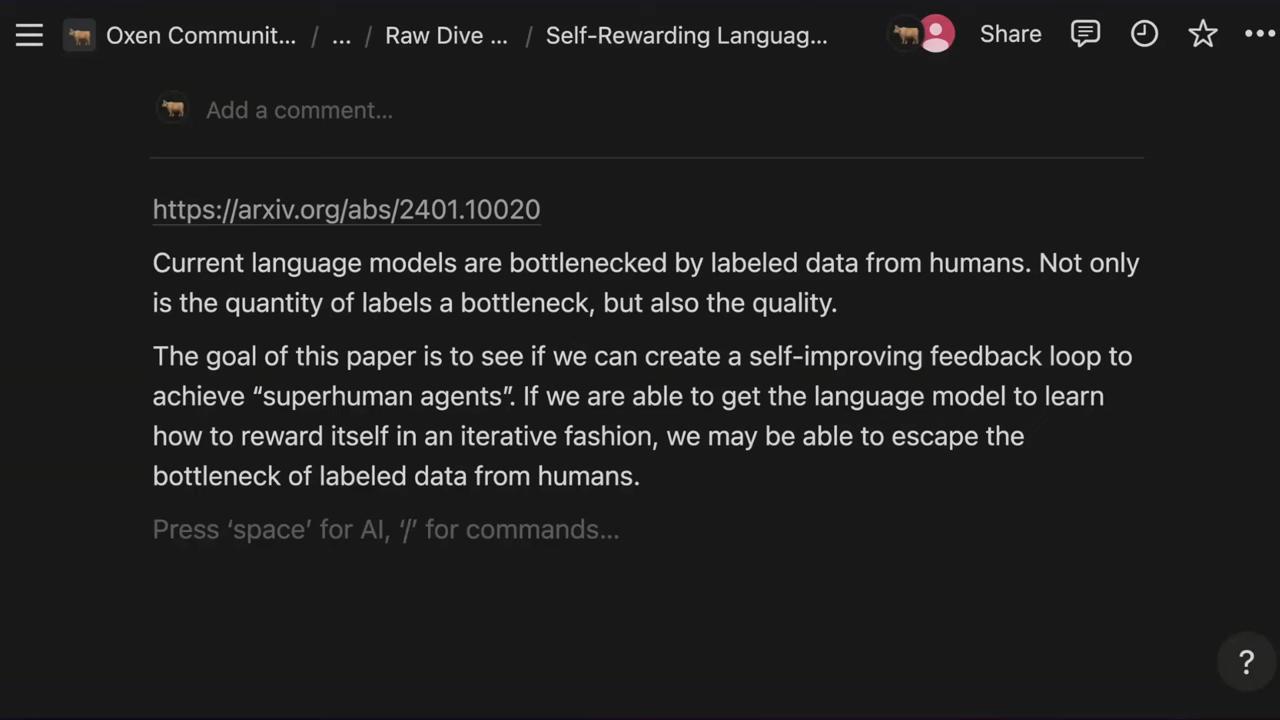 Oxen Communit... / ... / Raw Dive ... / Self-Rewarding Languag... Share
Add a comment...
https://arxiv.org/abs/2401.10020
Current language models are bottlenecked by labeled data from humans. Not only
is the quantity of labels a bottleneck, but also the quality.
The goal of this paper is to see if we can create a self-improving feedback loop to
achieve “superhuman agents”. If we are able to get the language model to learn
how to reward itself in an iterative fashion, we may be able to escape the
bottleneck of labeled data from humans.
Press ‘space’ for AI, ‘/’ for commands...
?